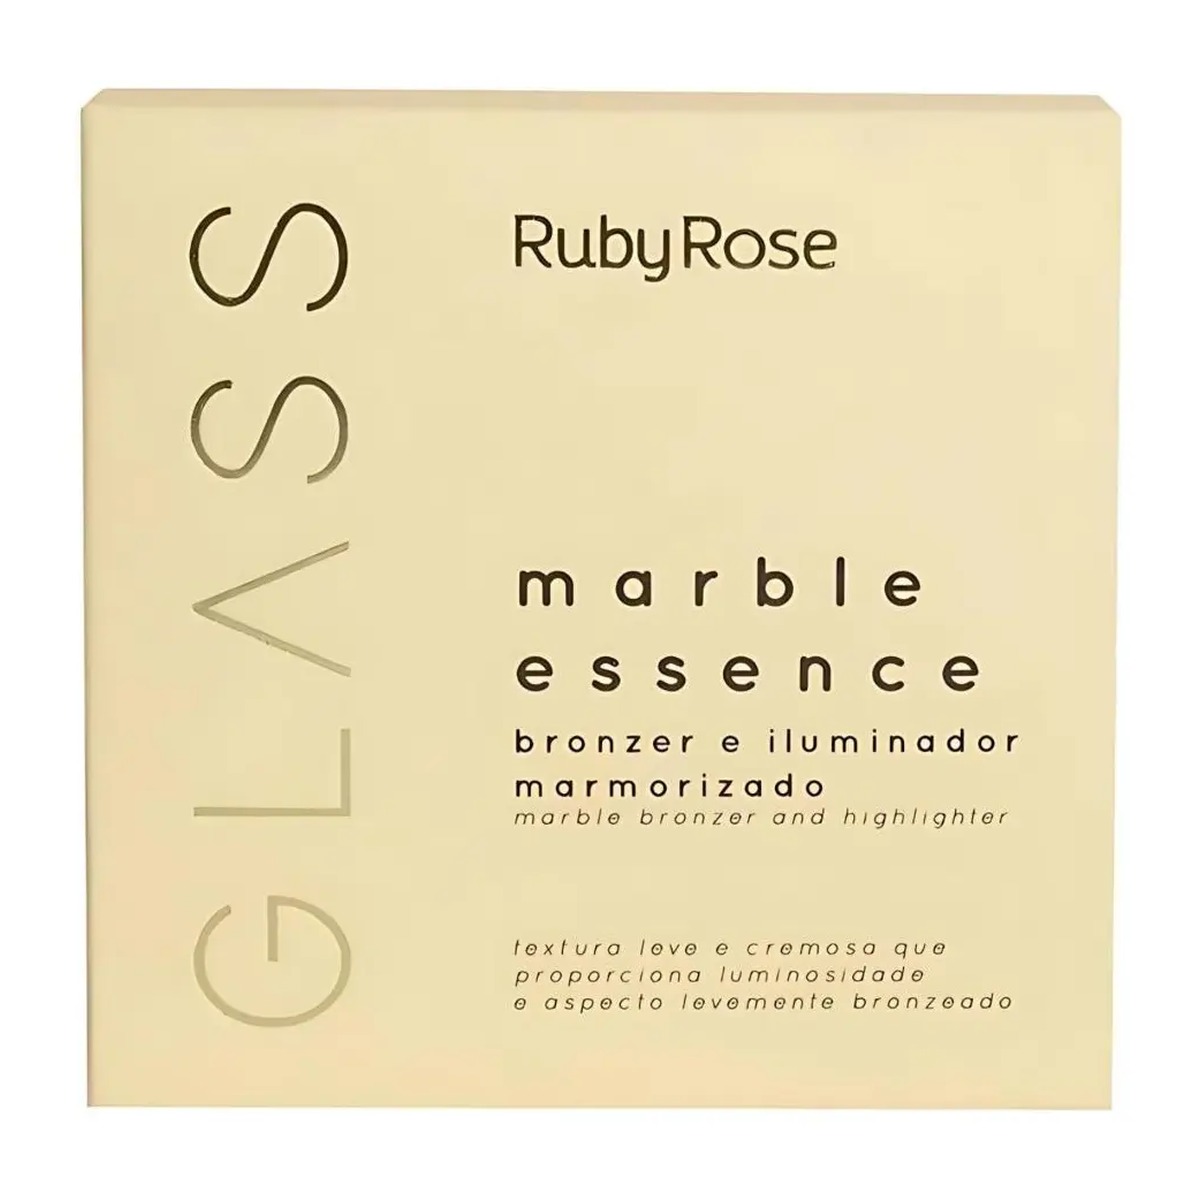 GLASS
RubyRose
marble
essence
bronzer e iluminador
marmorizado
marble bronzer and highlighter
textura leve e cremosa que
proporciona luminosidade
e aspecto levemente bronzeado